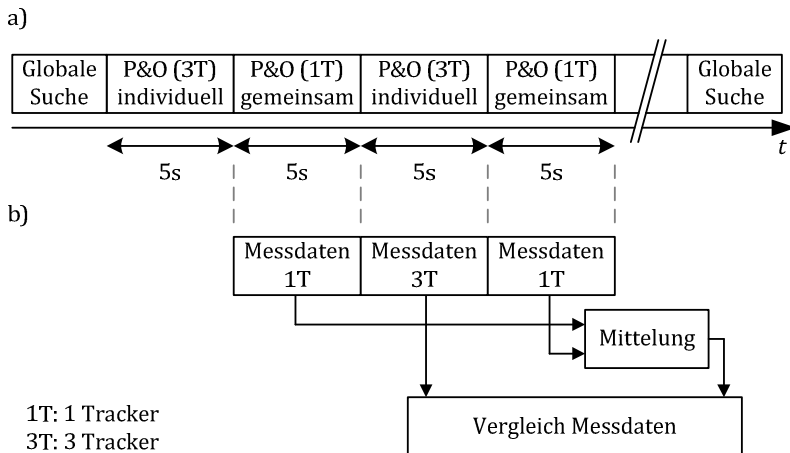 a)
Globale
Suche
P&O (3T)
individuell
P&O (1T)
gemeinsam
P&O (3T)
individuell
P&O (1T)
gemeinsam
Globale
Suche
t
5s
5s
5s
5s
b)
Messdaten
1T
Messdaten
3T
Messdaten
1T
Mittelung
Vergleich Messdaten
1T: 1 Tracker
3T: 3 Tracker